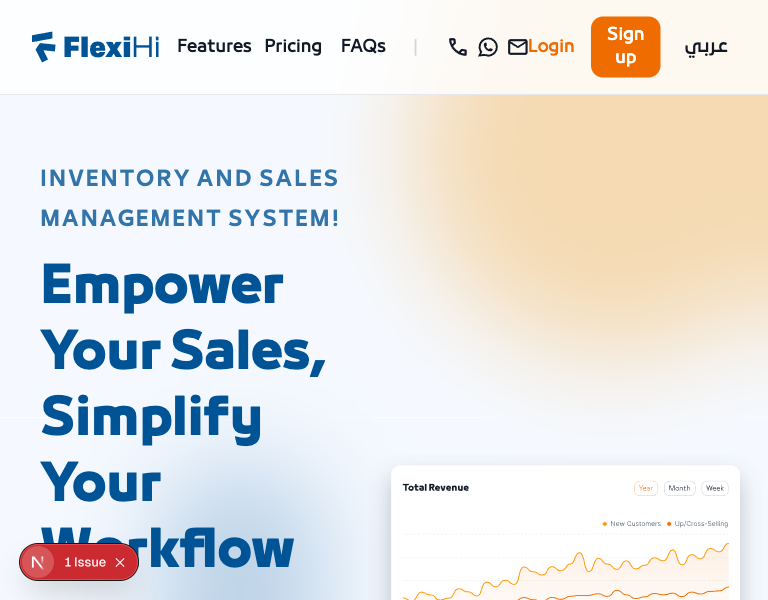 FlexiHi Features Pricing FAQs | Login Sign up عربي
INVENTORY AND SALES
MANAGEMENT SYSTEM!
Empower
Your Sales,
Simplify
Your
Workflow
Total Revenue Year Month Week
New Customers Up/Cross-Selling
N 1 Issue